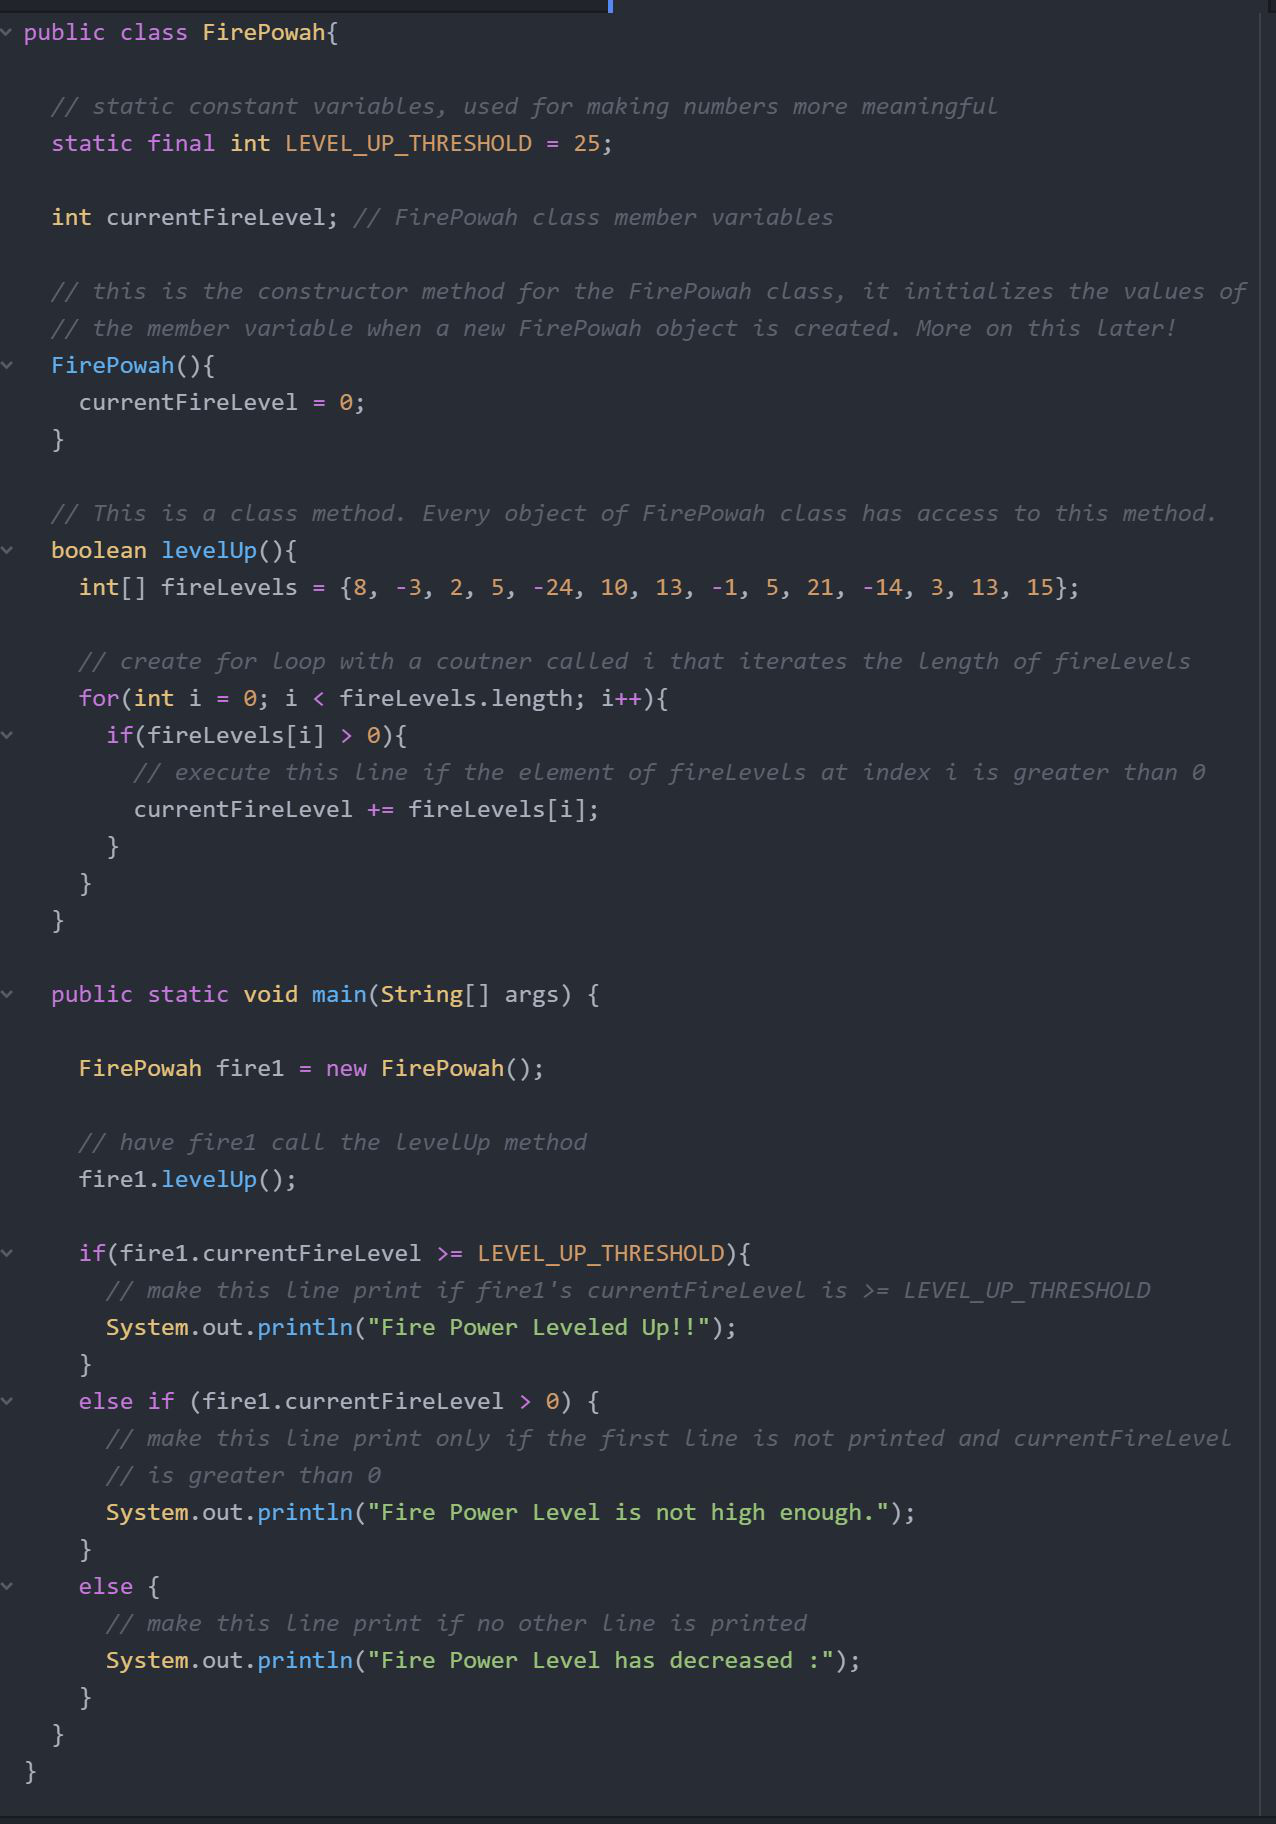 public class FirePowah{
// static constant variables, used for making numbers more meaningful
static final int LEVEL_UP_THRESHOLD = 25;
int currentFireLevel; // FirePowah class member variables
// this is the constructor method for the FirePowah class, it initializes the values of
// the member variable when a new FirePowah object is created. More on this later!
FirePowah(){
currentFireLevel = 0;
}
// This is a class method. Every object of FirePowah class has access to this method.
boolean levelUp(){
int[] fireLevels = {8, -3, 2, 5, -24, 10, 13, -1, 5, 21, -14, 3, 13, 15};
// create for loop with a coutner called i that iterates the length of fireLevels
for(int i = 0; i < fireLevels.length; i++){
if(fireLevels[i] > 0){
// execute this line if the element of fireLevels at index i is greater than 0
currentFireLevel += fireLevels[i];
}
}
}
public static void main(String[] args) {
FirePowah fire1 = new FirePowah();
// have fire1 call the levelUp method
fire1.levelUp();
if(fire1.currentFireLevel >= LEVEL_UP_THRESHOLD){
// make this line print if fire1's currentFireLevel is >= LEVEL_UP_THRESHOLD
System.out.println("Fire Power Leveled Up!!");
}
else if (fire1.currentFireLevel > 0) {
// make this line print only if the first line is not printed and currentFireLevel
// is greater than 0
System.out.println("Fire Power Level is not high enough.");
}
else {
// make this line print if no other line is printed
System.out.println("Fire Power Level has decreased :");
}
}
}